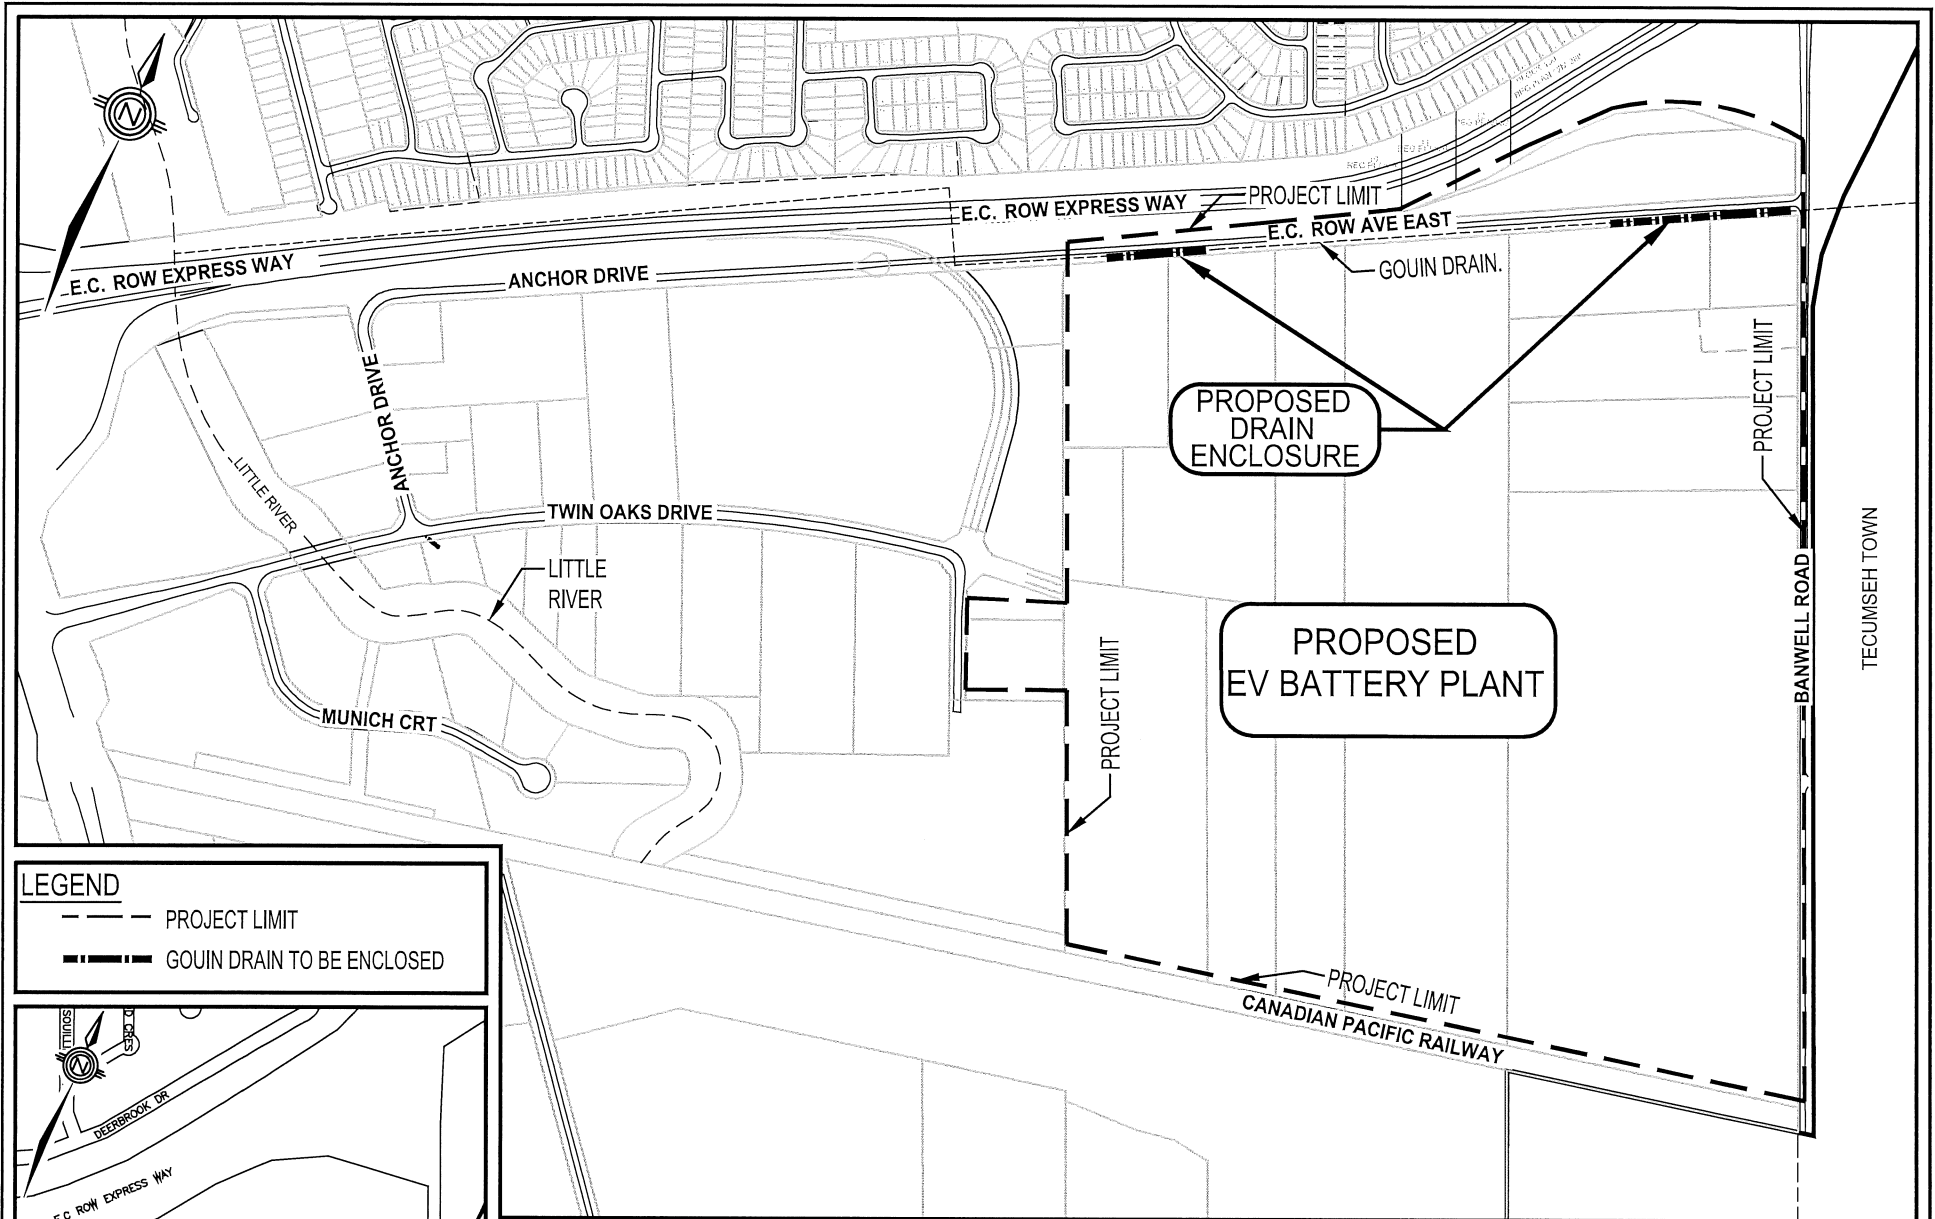 N
PROJECT LIMIT
E.C. ROW EXPRESS WAY
E.C. ROW AVE EAST
E.C. ROW EXPRESS WAY
ANCHOR DRIVE
GOUIN DRAIN.
PROJECT LIMIT
ANCHOR DRIVE
PROPOSED
DRAIN
ENCLOSURE
LITTLE RIVER
TWIN OAKS DRIVE
TECUMSEH TOWN
LITTLE
RIVER
BANWELL ROAD
PROPOSED
EV BATTERY PLANT
PROJECT LIMIT
MUNICH CRT
LEGEND
PROJECT LIMIT
GOUIN DRAIN TO BE ENCLOSED
PROJECT LIMIT
CANADIAN PACIFIC RAILWAY
N
D CRES
DEERBROOK DR
E.C ROW EXPRESS WAY